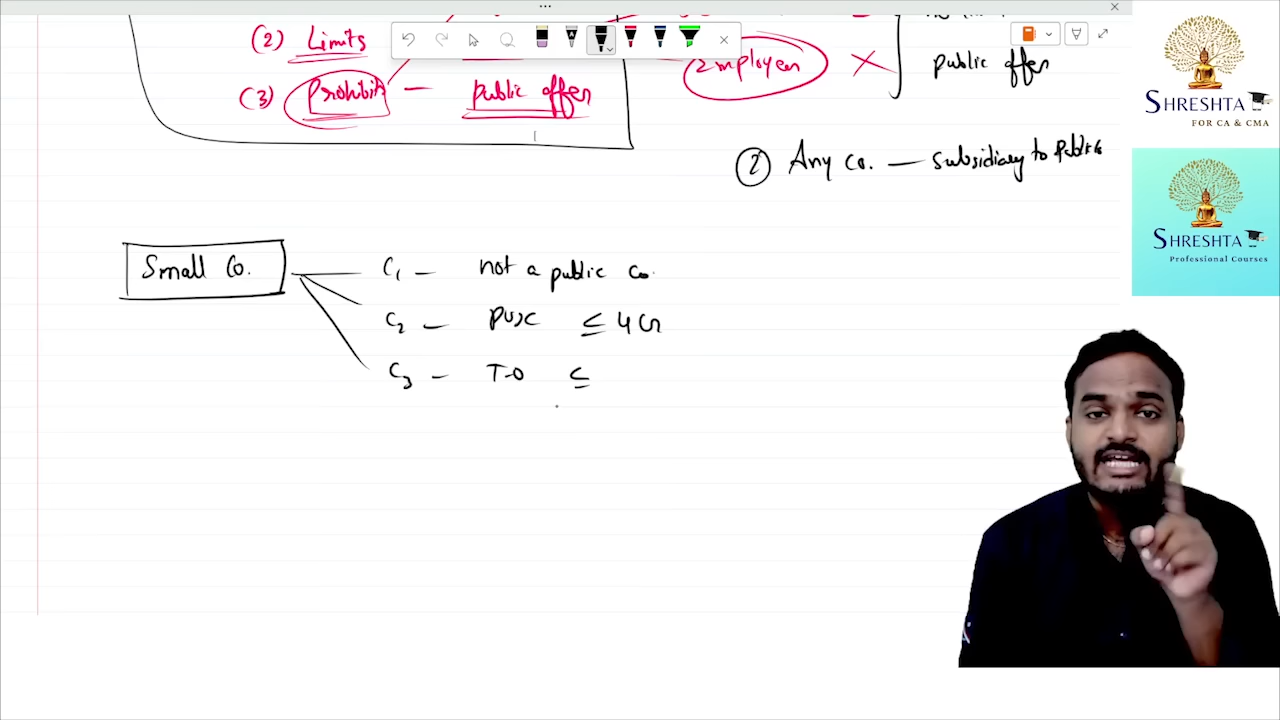 (2) Limits
(3) Prohibits – public offer
Employees
public offer
② Any Co. – subsidiary to public
Small Co.
C1 – not a public co.
C2 – PUSC ≤ 4 Cr
C3 – T-O ≤
SHRESHTA
FOR CA & CMA
SHRESHTA
Professional Courses